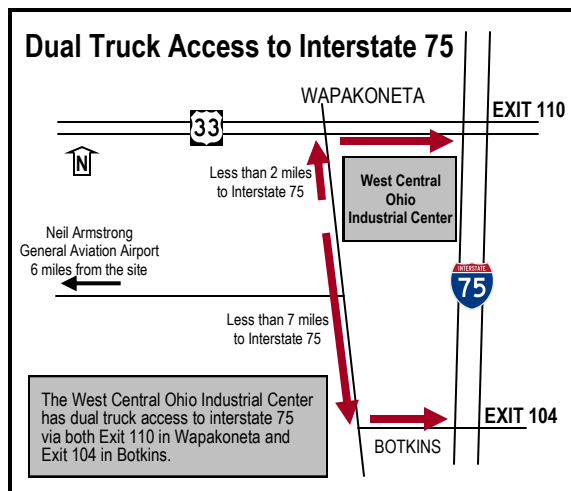 Dual Truck Access to Interstate 75
WAPAKONETA
EXIT 110
33
N
Less than 2 miles
to Interstate 75
West Central
Ohio
Industrial Center
Neil Armstrong
General Aviation Airport
6 miles from the site
INTERSTATE
75
Less than 7 miles
to Interstate 75
The West Central Ohio Industrial Center
has dual truck access to interstate 75
via both Exit 110 in Wapakoneta and
Exit 104 in Botkins.
EXIT 104
BOTKINS